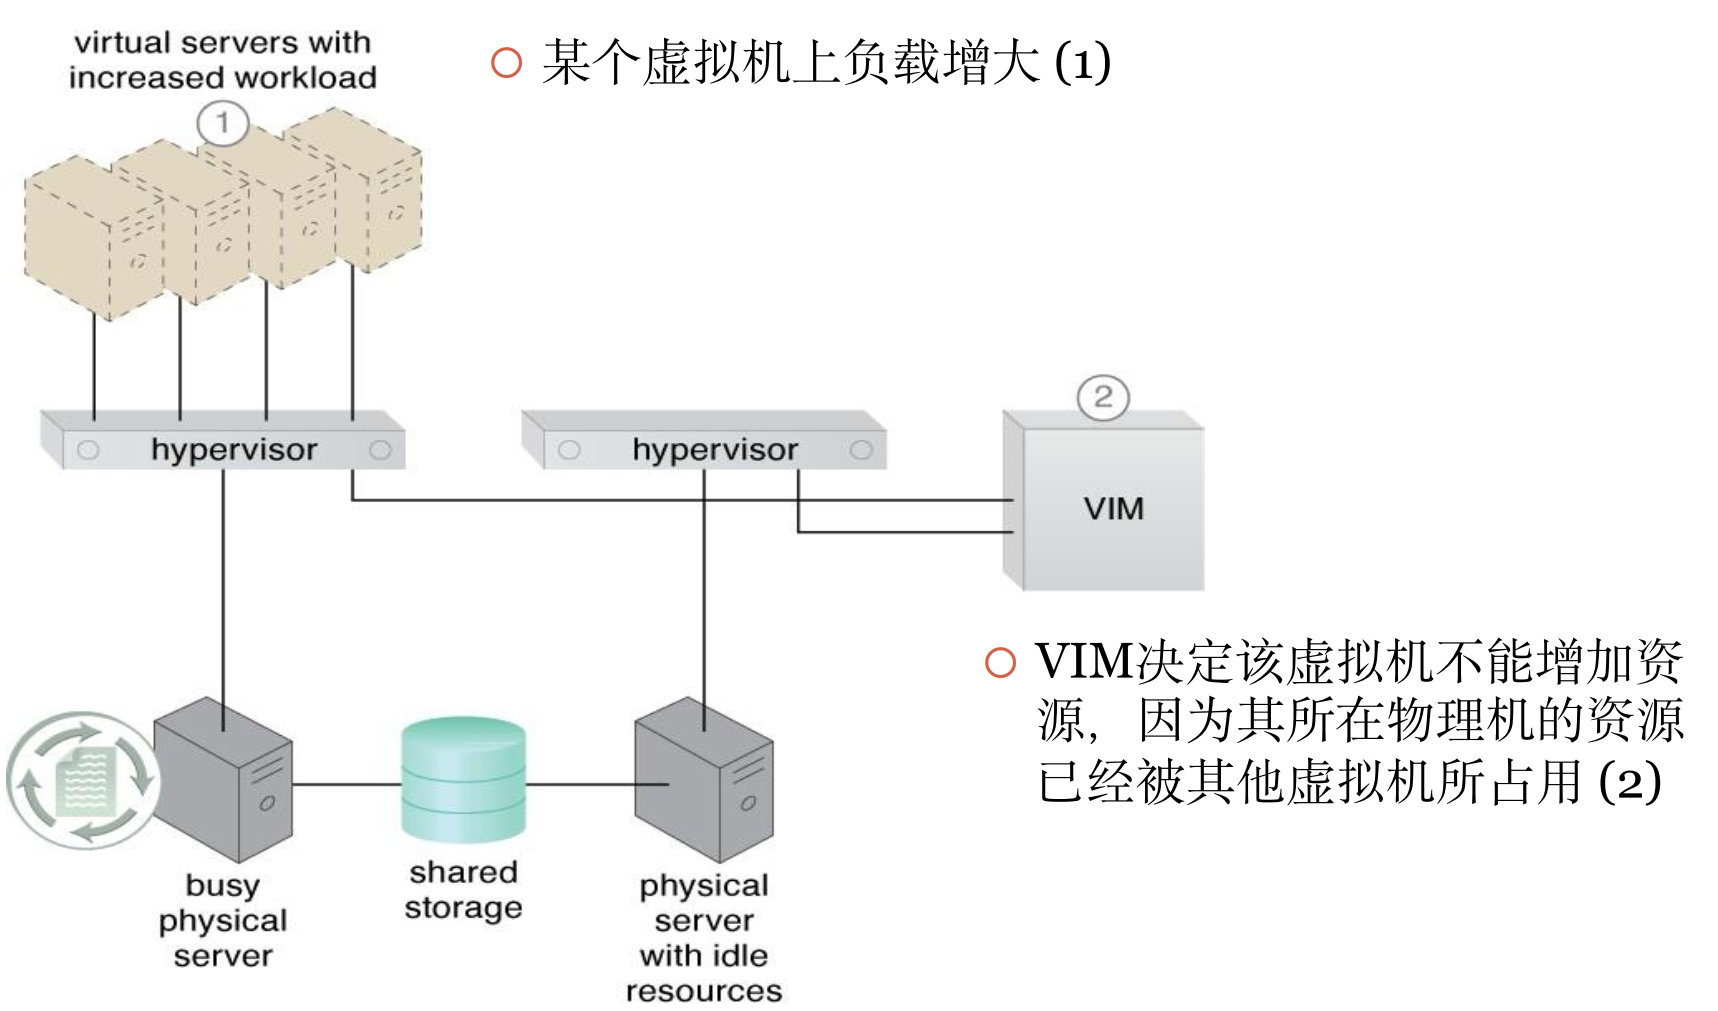 virtual servers with
increased workload
某个虚拟机上负载增大 (1)
1
2
hypervisor
hypervisor
VIM
VIM决定该虚拟机不能增加资
源，因为其所在物理机的资源
已经被其他虚拟机所占用 (2)
busy
physical
server
shared
storage
physical
server
with idle
resources